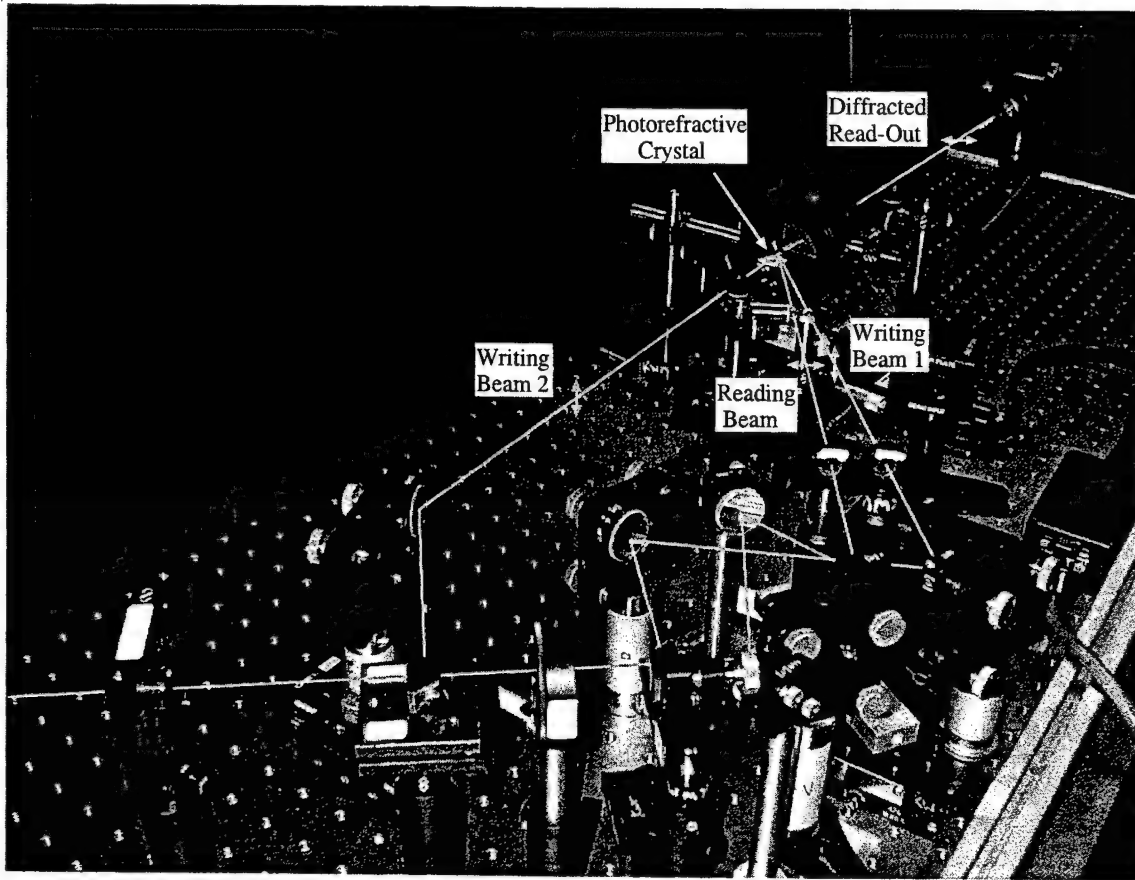 Diffracted
Read-Out
Photorefractive
Crystal
Writing
Beam 2
Writing
Beam 1
Reading
Beam